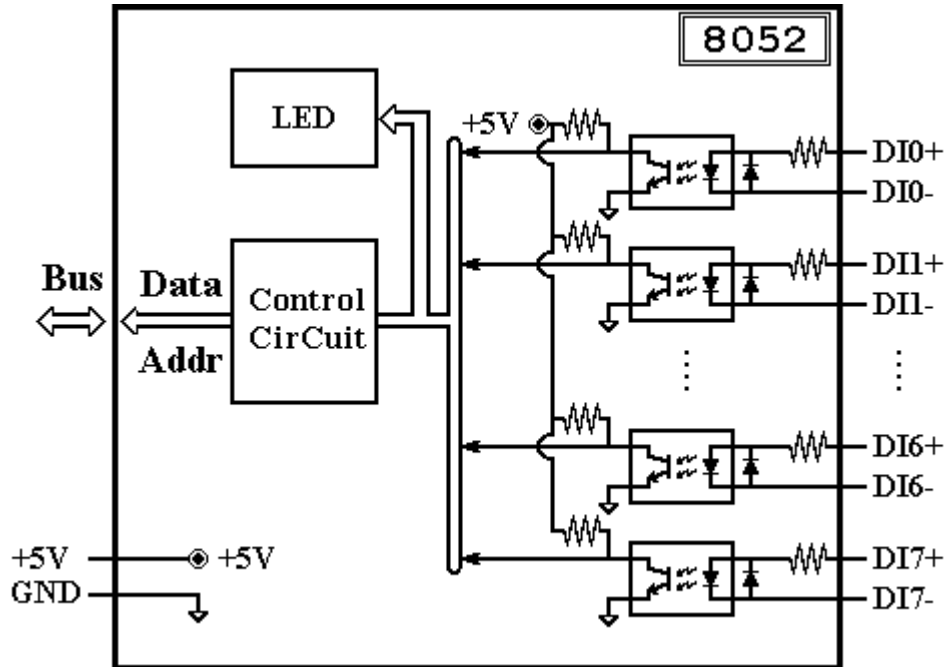 8052
LED
+5V
DI0+
DI0-
DI1+
DI1-
Bus
Data
Addr
Control
CirCuit
DI6+
DI6-
+5V
+5V
GND
DI7+
DI7-